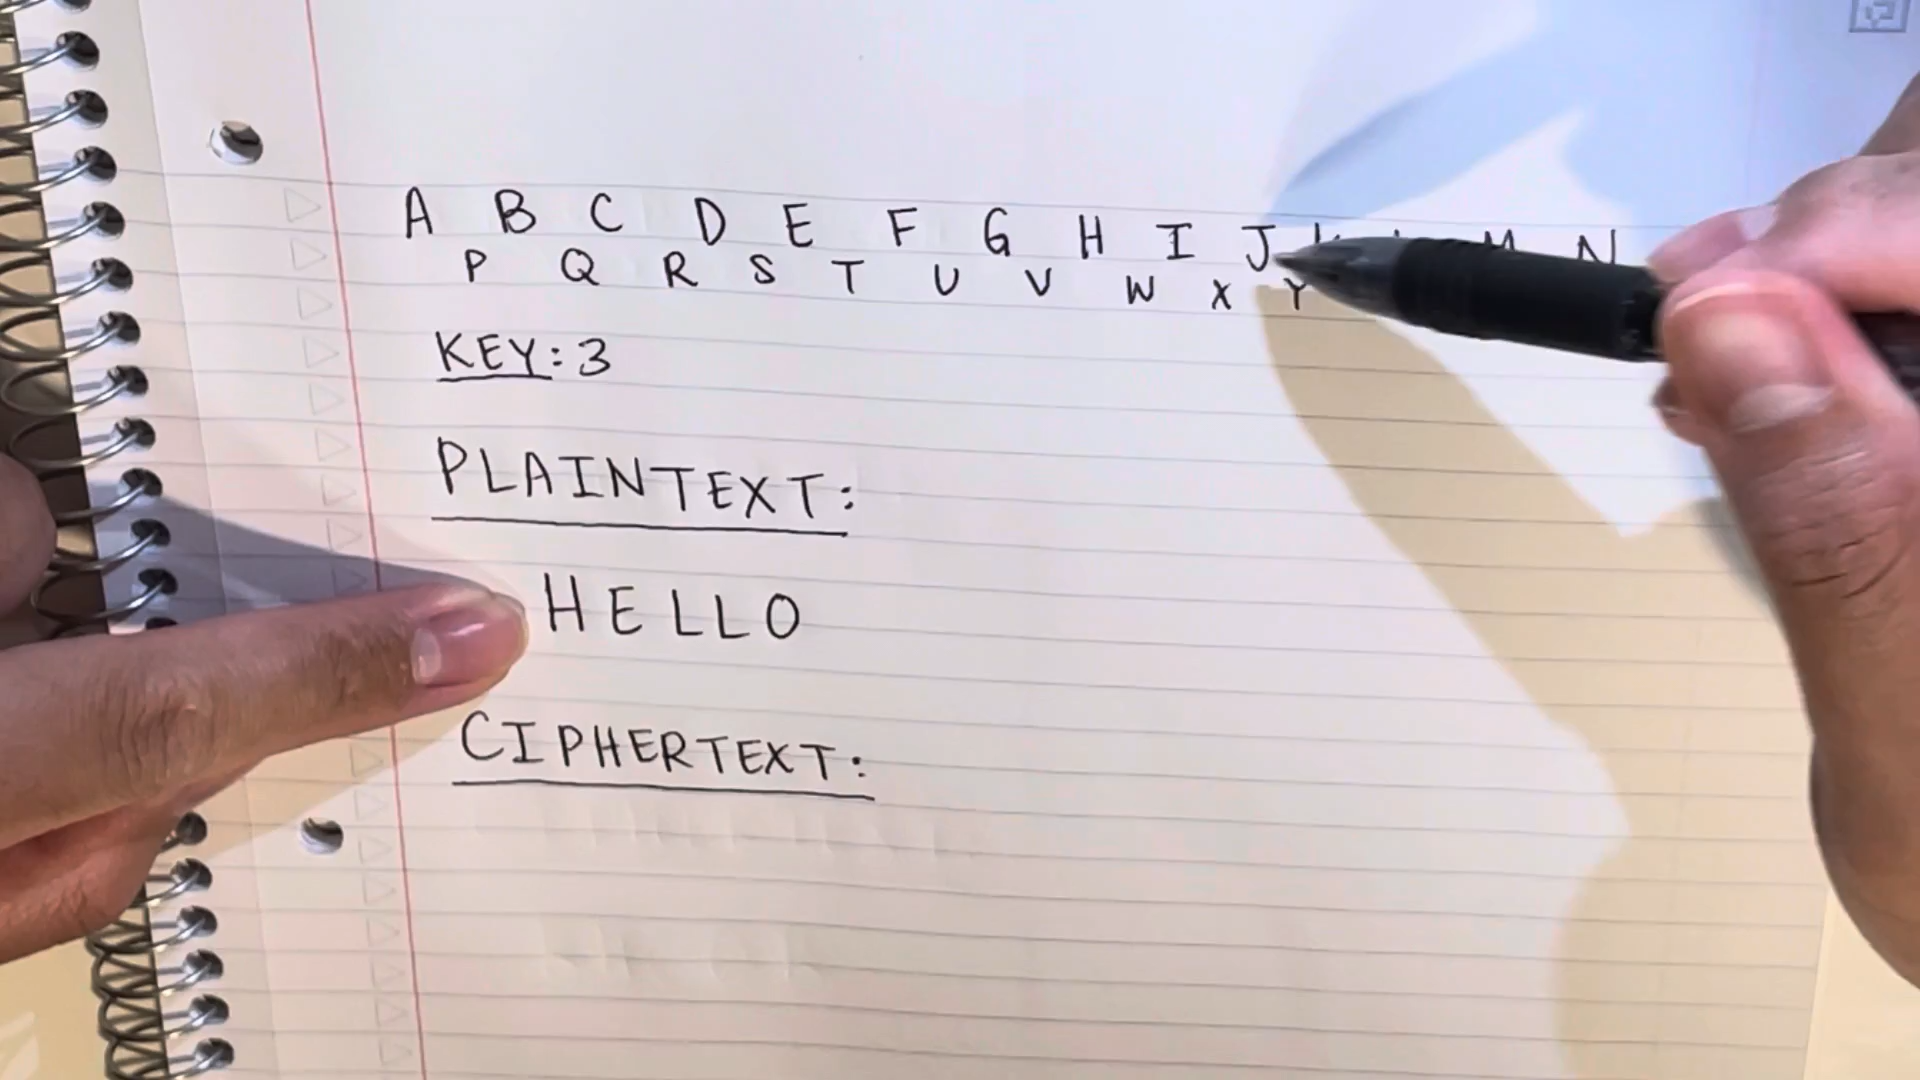 A B C D E F G H I J M N
P Q R S T U V W X Y
KEY: 3
PLAINTEXT:
HELLO
CIPHERTEXT: